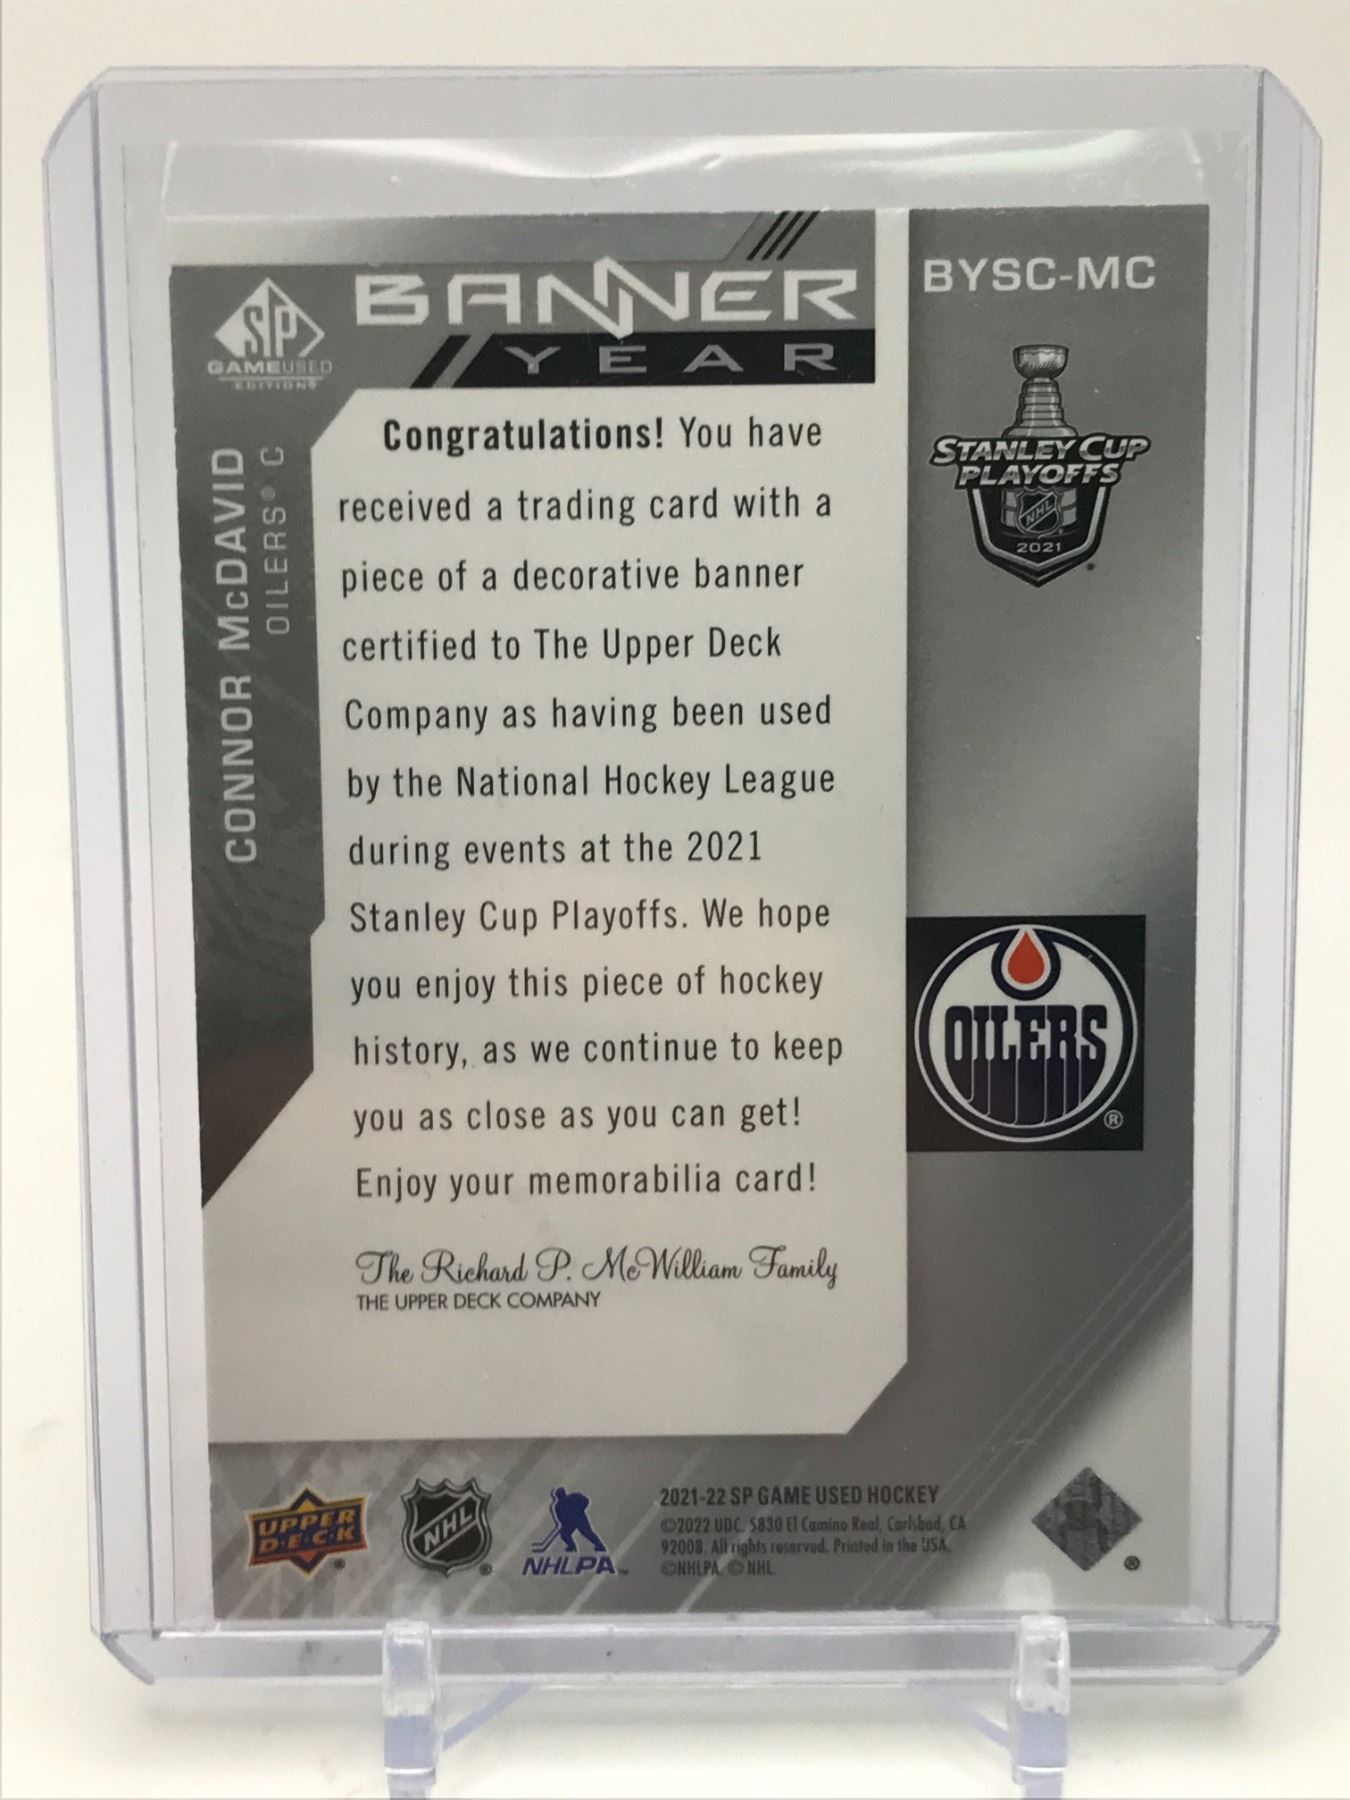 BANNER
YEAR
SP
GAMEUSED
EDITION
BYSC-MC
STANLEY CUP
PLAYOFFS
NHL
2021
CONNOR McDAVID
OILERS® C
Congratulations! You have
received a trading card with a
piece of a decorative banner
certified to The Upper Deck
Company as having been used
by the National Hockey League
during events at the 2021
Stanley Cup Playoffs. We hope
you enjoy this piece of hockey
history, as we continue to keep
you as close as you can get!
Enjoy your memorabilia card!
The Richard P. McWilliam Family
THE UPPER DECK COMPANY
OILERS
®
UPPER
D·E·C·K
®
NHL
®
NHLPA™
2021-22 SP GAME USED HOCKEY
©2022 UDC. 5830 El Camino Real, Carlsbad, CA
92008. All rights reserved. Printed in the USA.
©NHLPA. © NHL.
®